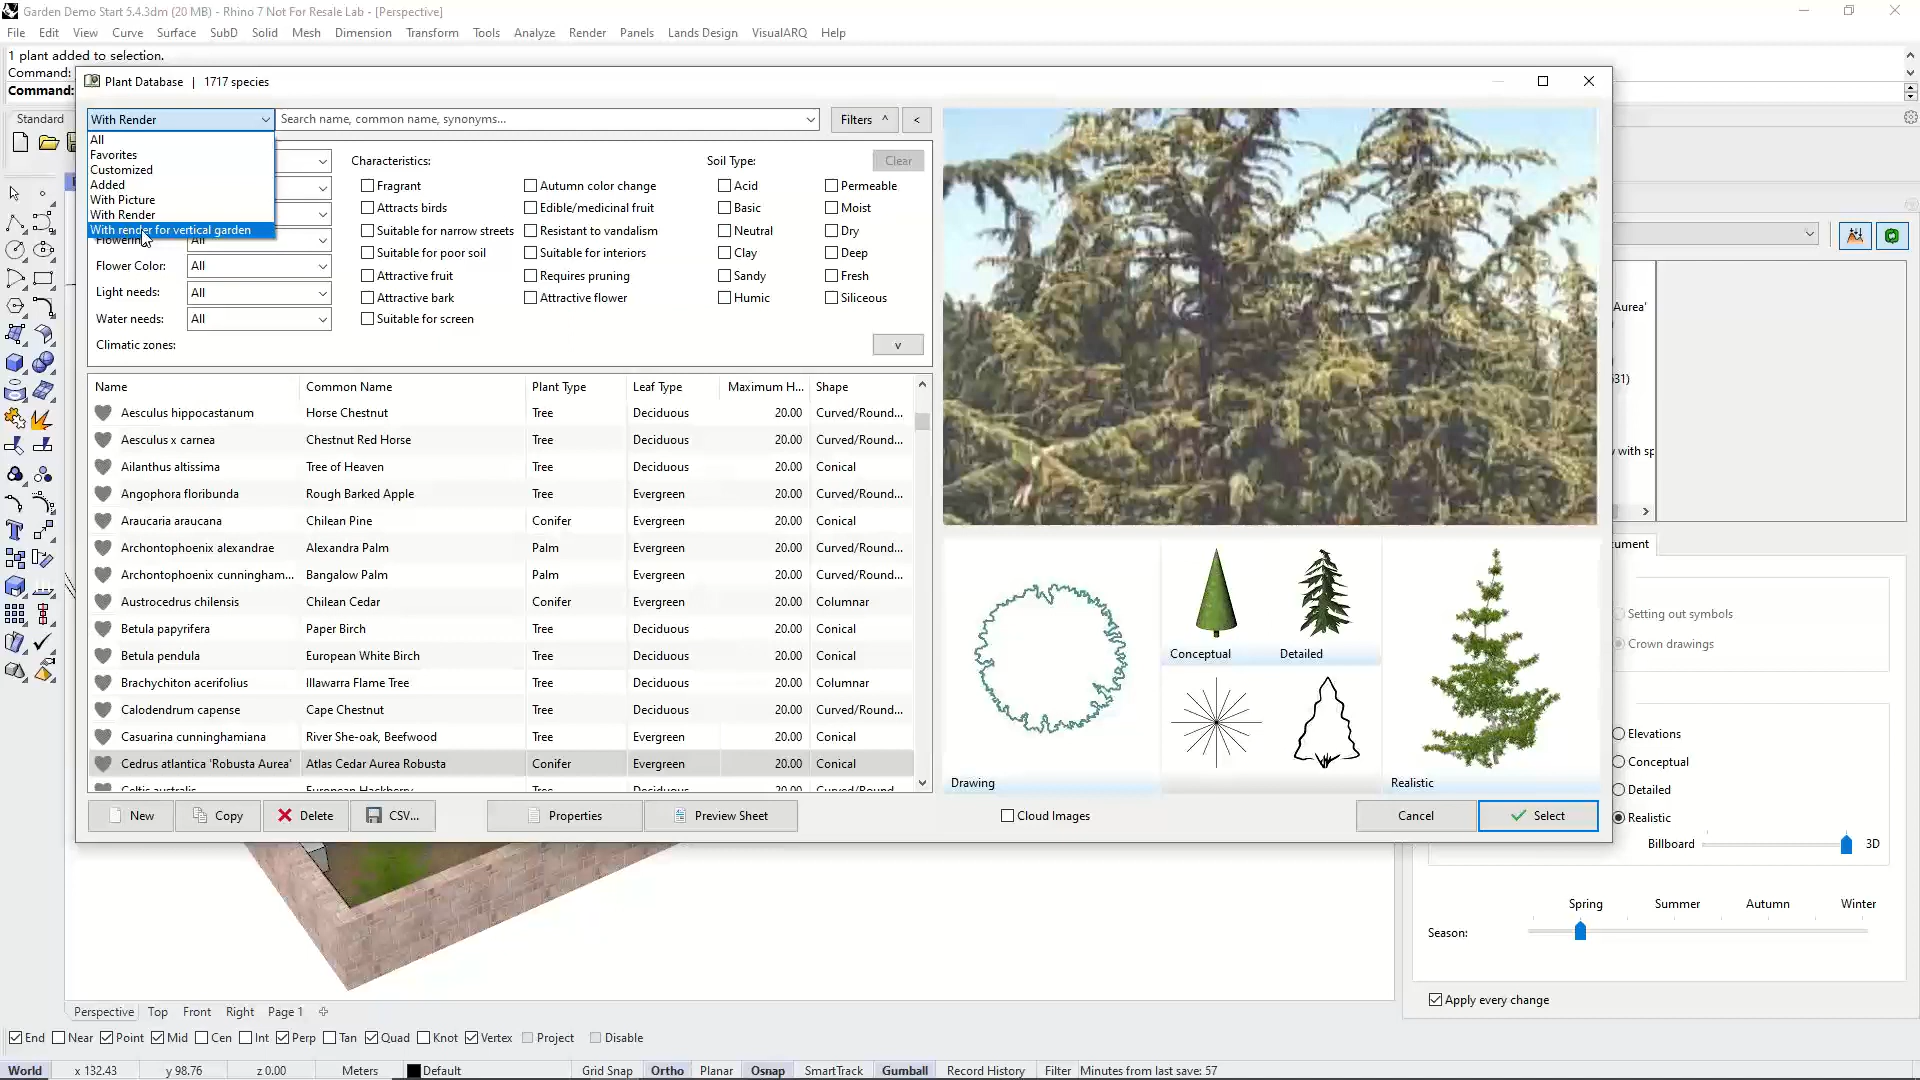 Garden Demo Start 5.4.3dm (20 MB) - Rhino 7 Not For Resale Lab - [Perspective]
File Edit View Curve Surface SubD Solid Mesh Dimension Transform Tools Analyze Render Panels Lands Design VisualARQ Help
1 plant added to selection.
Command:
Command:
Standard
Plant Database | 1717 species
With Render
Search name, common name, synonyms...
Filters
All
Favorites
Customized
Added
With Picture
With Render
With render for vertical garden
Characteristics:
Soil Type:
Clear
Fragrant
Autumn color change
Acid
Permeable
Attracts birds
Edible/medicinal fruit
Basic
Moist
Suitable for narrow streets
Resistant to vandalism
Neutral
Dry
Suitable for poor soil
Suitable for interiors
Clay
Deep
Attractive fruit
Requires pruning
Sandy
Fresh
Attractive bark
Attractive flower
Humic
Siliceous
Suitable for screen
All
Flower Color: All
Light needs: All
Water needs: All
Climatic zones:
Name Common Name Plant Type Leaf Type Maximum H... Shape
Aesculus hippocastanum Horse Chestnut Tree Deciduous 20.00 Curved/Round...
Aesculus x carnea Chestnut Red Horse Tree Deciduous 20.00 Curved/Round...
Ailanthus altissima Tree of Heaven Tree Deciduous 20.00 Conical
Angophora floribunda Rough Barked Apple Tree Evergreen 20.00 Curved/Round...
Araucaria araucana Chilean Pine Conifer Evergreen 20.00 Conical
Archontophoenix alexandrae Alexandra Palm Palm Evergreen 20.00 Curved/Round...
Archontophoenix cunningham... Bangalow Palm Palm Evergreen 20.00 Curved/Round...
Austrocedrus chilensis Chilean Cedar Conifer Evergreen 20.00 Columnar
Betula papyrifera Paper Birch Tree Deciduous 20.00 Conical
Betula pendula European White Birch Tree Deciduous 20.00 Conical
Brachychiton acerifolius Illawarra Flame Tree Tree Deciduous 20.00 Columnar
Calodendrum capense Cape Chestnut Tree Deciduous 20.00 Curved/Round...
Casuarina cunninghamiana River She-oak, Beefwood Tree Evergreen 20.00 Conical
Cedrus atlantica 'Robusta Aurea' Atlas Cedar Aurea Robusta Conifer Evergreen 20.00 Conical
New Copy Delete CSV... Properties Preview Sheet
Conceptual Detailed
Drawing
Realistic
Cloud Images
Cancel Select
Aurea'
31)
with sp
ument
Setting out symbols
Crown drawings
Elevations
Conceptual
Detailed
Realistic
Billboard 3D
Spring Summer Autumn Winter
Season:
Apply every change
Perspective Top Front Right Page 1
End Near Point Mid Cen Int Perp Tan Quad Knot Vertex Project Disable
World x 132.43 y 98.76 z 0.00 Meters Default Grid Snap Ortho Planar Osnap SmartTrack Gumball Record History Filter Minutes from last save: 57